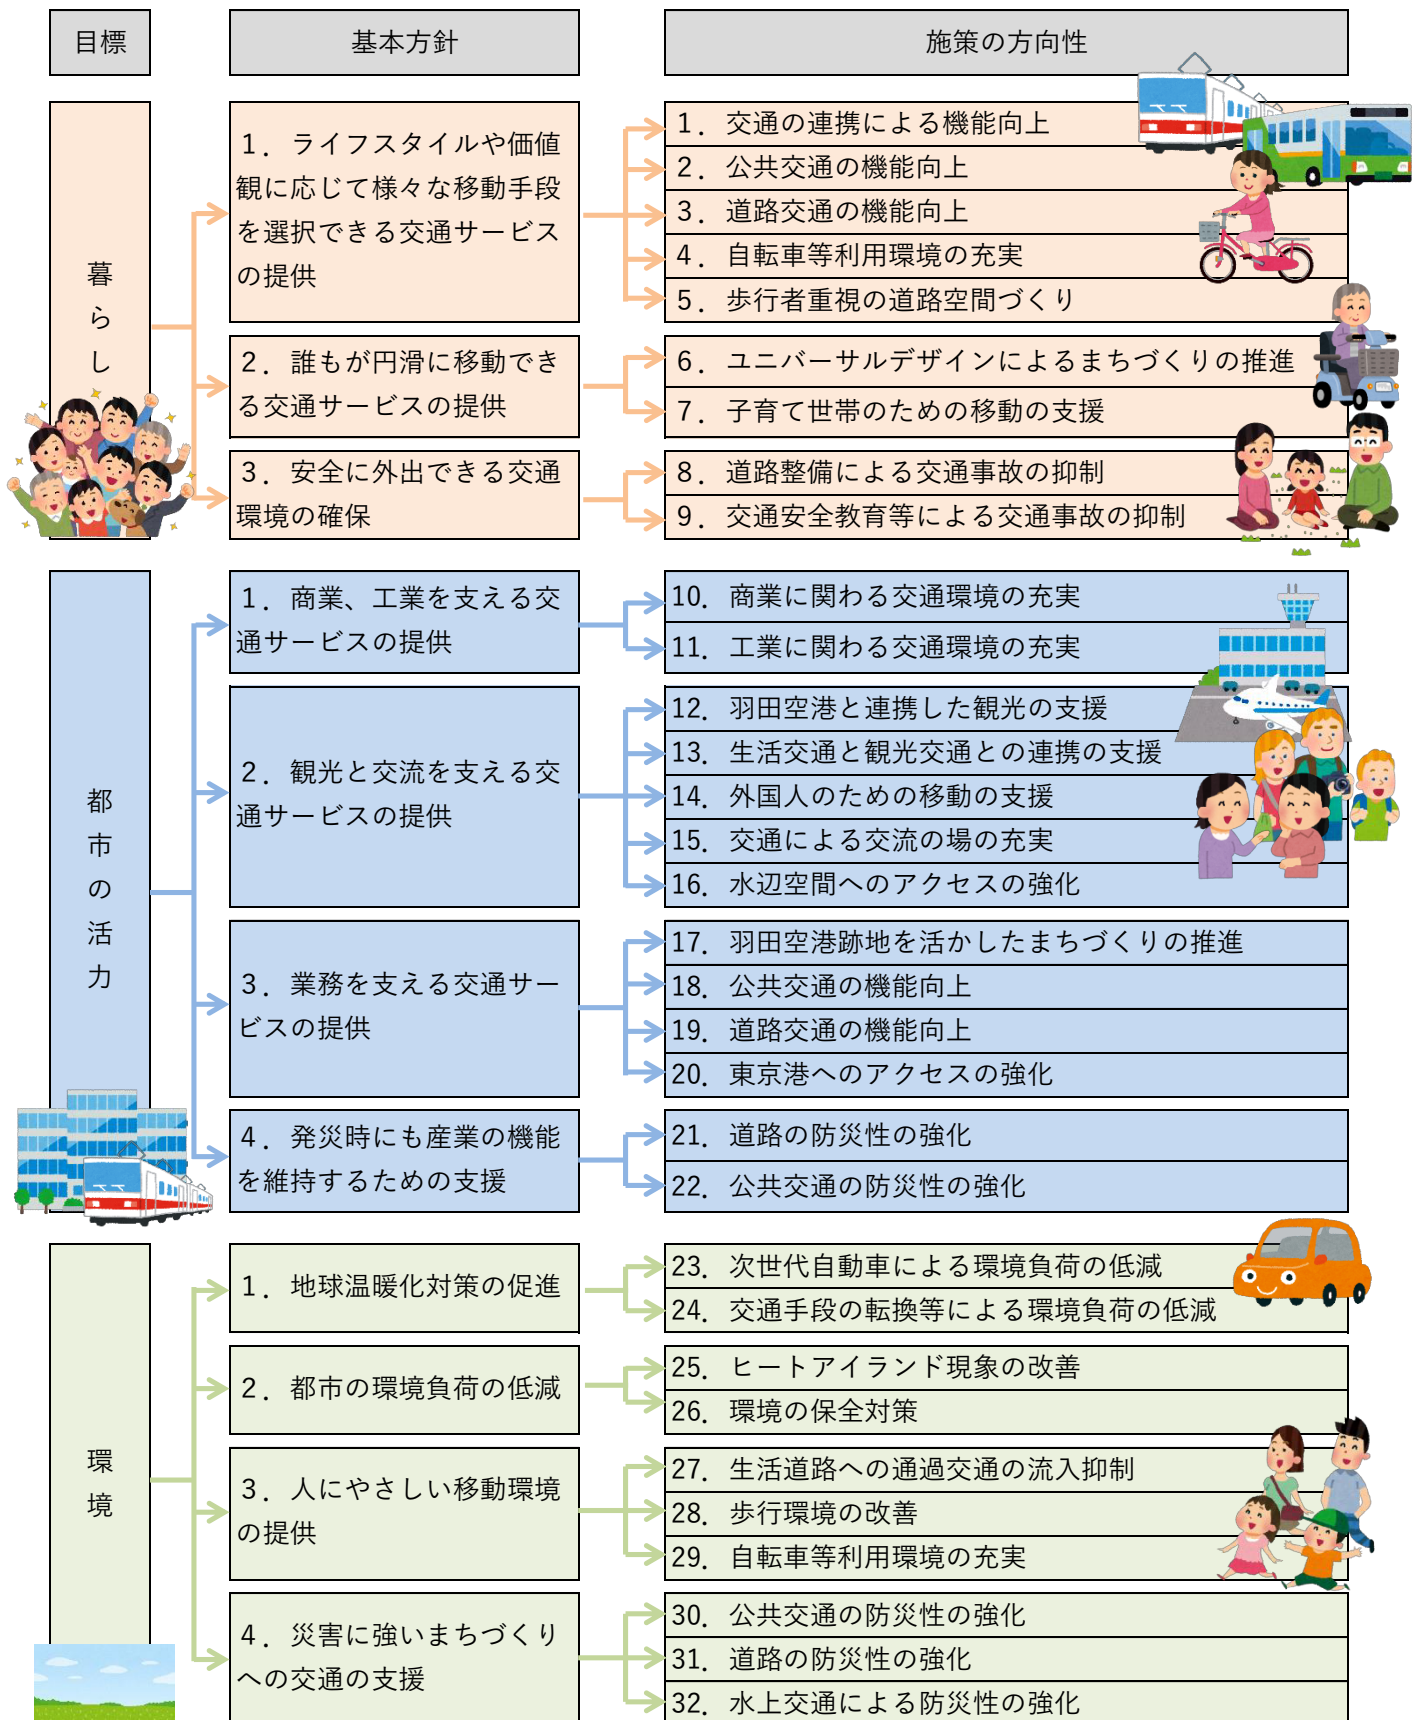 目標
基本方針
施策の方向性
暮らし
1．ライフスタイルや価値
観に応じて様々な移動手段
を選択できる交通サービス
の提供
1．交通の連携による機能向上
2．公共交通の機能向上
3．道路交通の機能向上
4．自転車等利用環境の充実
5．歩行者重視の道路空間づくり
2．誰もが円滑に移動でき
る交通サービスの提供
6．ユニバーサルデザインによるまちづくりの推進
7．子育て世帯のための移動の支援
3．安全に外出できる交通
環境の確保
8．道路整備による交通事故の抑制
9．交通安全教育等による交通事故の抑制
都市の活力
1．商業、工業を支える交
通サービスの提供
10．商業に関わる交通環境の充実
11．工業に関わる交通環境の充実
2．観光と交流を支える交
通サービスの提供
12．羽田空港と連携した観光の支援
13．生活交通と観光交通との連携の支援
14．外国人のための移動の支援
15．交通による交流の場の充実
16．水辺空間へのアクセスの強化
3．業務を支える交通サー
ビスの提供
17．羽田空港跡地を活かしたまちづくりの推進
18．公共交通の機能向上
19．道路交通の機能向上
20．東京港へのアクセスの強化
4．発災時にも産業の機能
を維持するための支援
21．道路の防災性の強化
22．公共交通の防災性の強化
環境
1．地球温暖化対策の促進
23．次世代自動車による環境負荷の低減
24．交通手段の転換等による環境負荷の低減
2．都市の環境負荷の低減
25．ヒートアイランド現象の改善
26．環境の保全対策
3．人にやさしい移動環境
の提供
27．生活道路への通過交通の流入抑制
28．歩行環境の改善
29．自転車等利用環境の充実
4．災害に強いまちづくり
への交通の支援
30．公共交通の防災性の強化
31．道路の防災性の強化
32．水上交通による防災性の強化